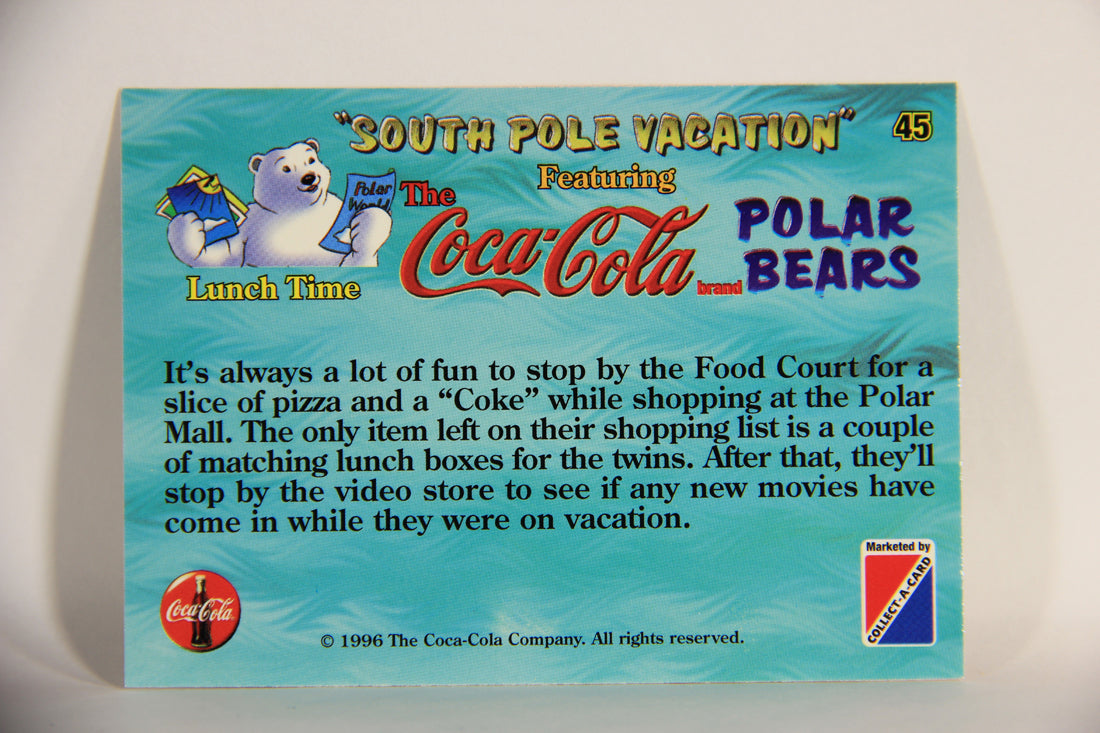 "SOUTH POLE VACATION"
45
Featuring
The
Coca-Cola
brand
POLAR
BEARS
Polar
World
Lunch Time
It's always a lot of fun to stop by the Food Court for a
slice of pizza and a "Coke" while shopping at the Polar
Mall. The only item left on their shopping list is a couple
of matching lunch boxes for the twins. After that, they'll
stop by the video store to see if any new movies have
come in while they were on vacation.
Marketed by
COLLECT-A-CARD
Coca-Cola
© 1996 The Coca-Cola Company. All rights reserved.